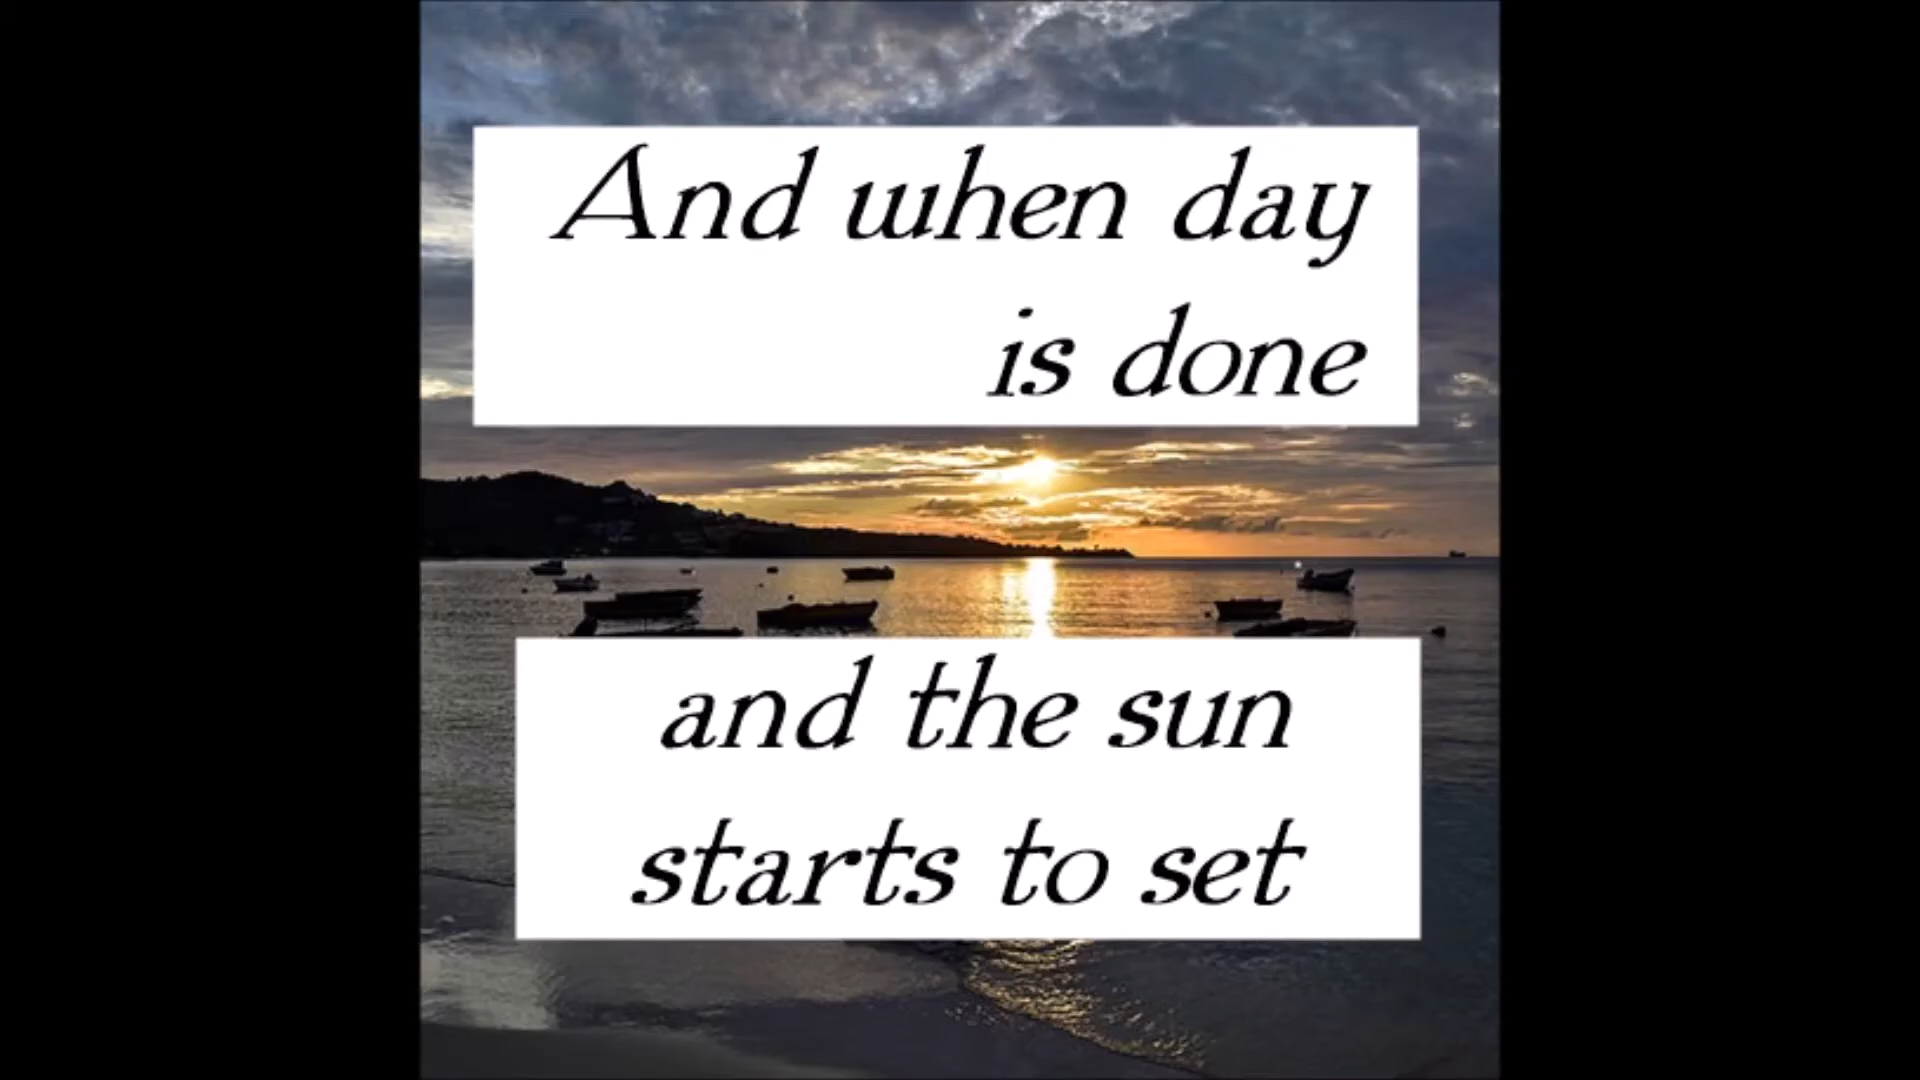 And when day
is done
and the sun
starts to set